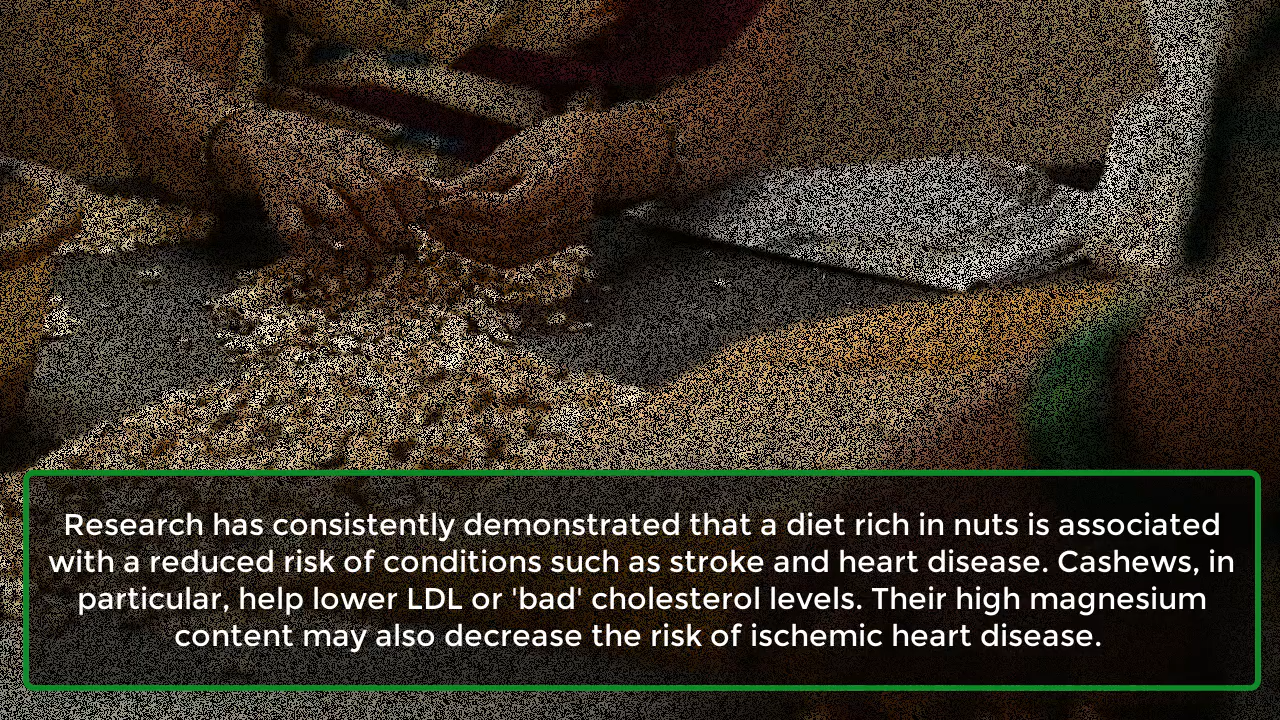 Research has consistently demonstrated that a diet rich in nuts is associated
with a reduced risk of conditions such as stroke and heart disease. Cashews, in
particular, help lower LDL or 'bad' cholesterol levels. Their high magnesium
content may also decrease the risk of ischemic heart disease.